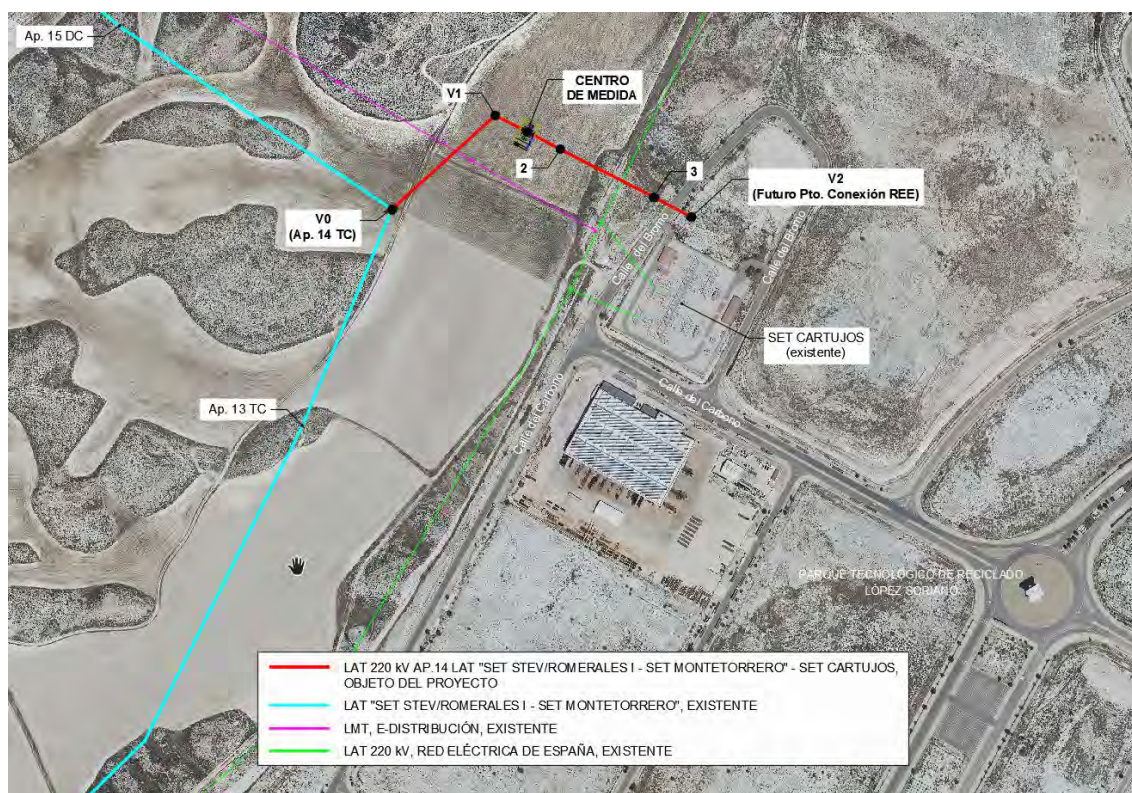 Ap. 15 DC
V1
CENTRO
DE MEDIDA
2
3
V2
(Futuro Pto. Conexión REE)
V0
(Ap. 14 TC)
Calle del Bromo
Calle del Bromo
SET CARTUJOS
(existente)
Ap. 13 TC
Calle del Carbono
Calle del Carbono
PARQUE TECNOLÓGICO DE RECICLADO
LÓPEZ SORIANO
LAT 220 kV AP.14 LAT "SET STEV/ROMERALES I - SET MONTETORRERO" - SET CARTUJOS,
OBJETO DEL PROYECTO
LAT "SET STEV/ROMERALES I - SET MONTETORRERO", EXISTENTE
LMT, E-DISTRIBUCIÓN, EXISTENTE
LAT 220 kV, RED ELÉCTRICA DE ESPAÑA, EXISTENTE